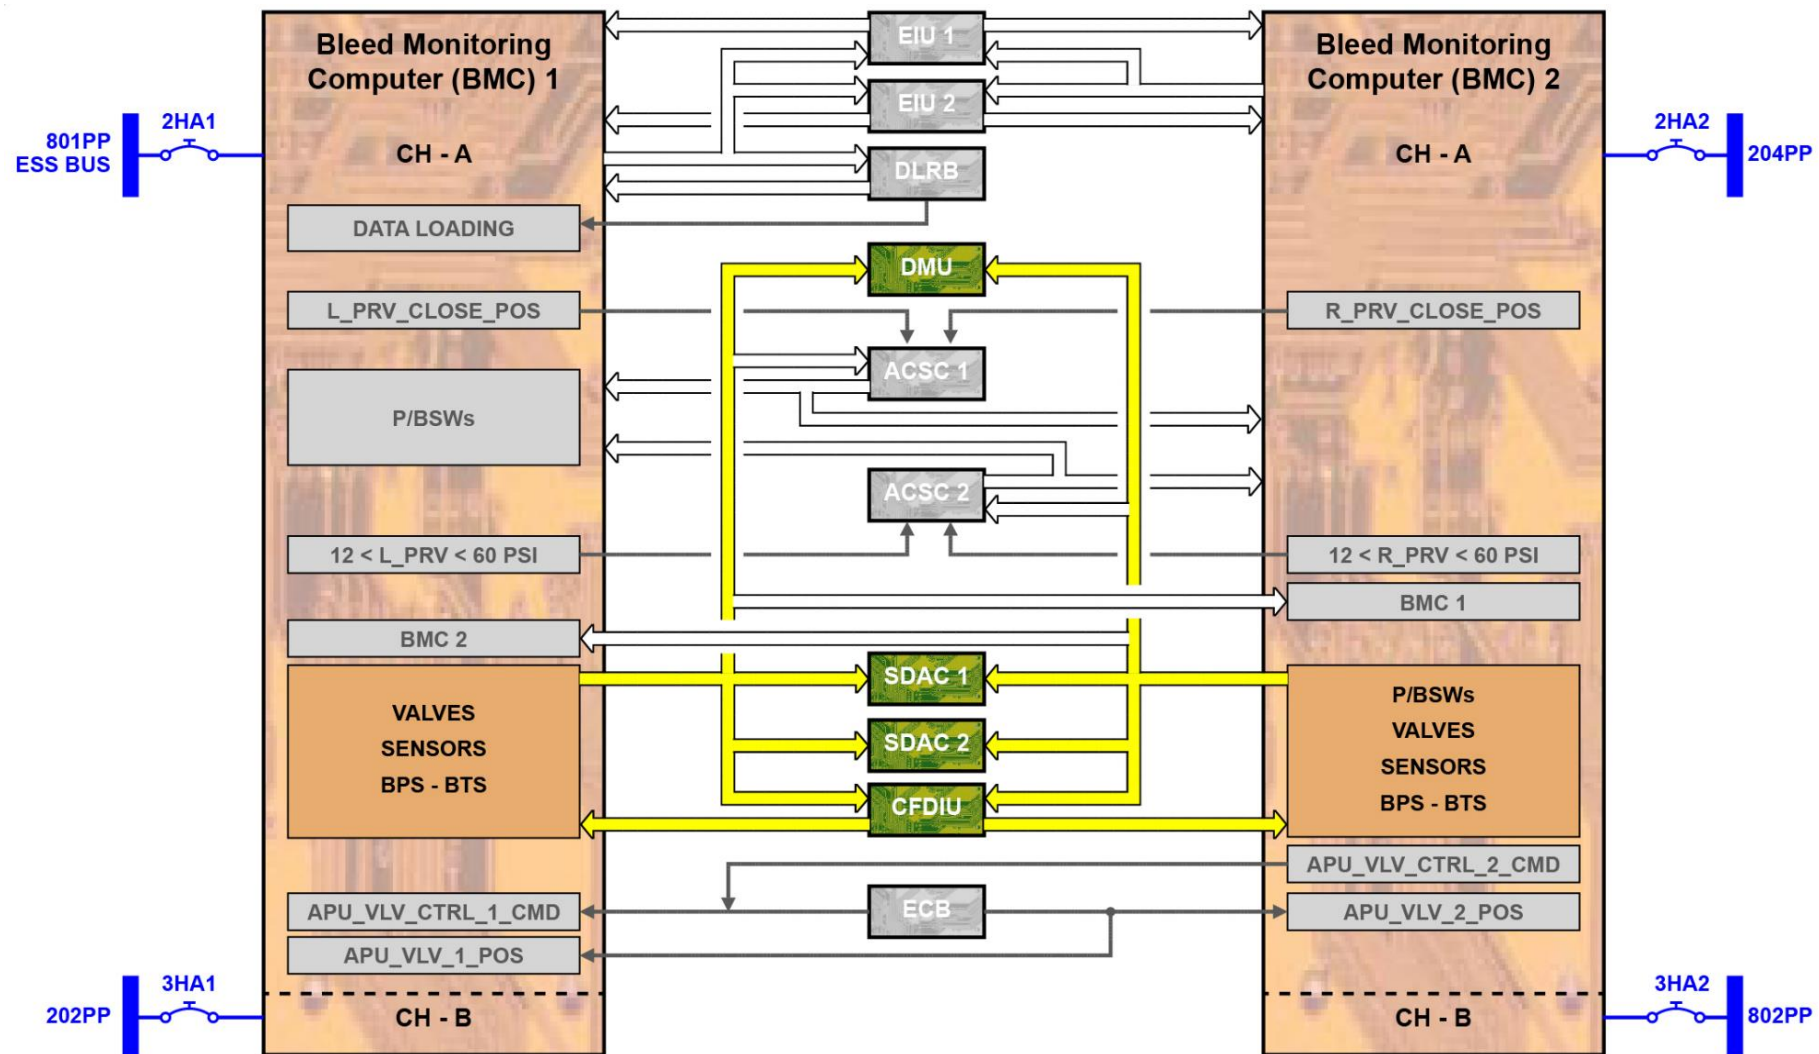 Bleed Monitoring
Computer (BMC) 1
CH - A
801PP
ESS BUS
2HA1
DATA LOADING
L_PRV_CLOSE_POS
P/BSWs
12 < L_PRV < 60 PSI
BMC 2
VALVES
SENSORS
BPS - BTS
APU_VLV_CTRL_1_CMD
APU_VLV_1_POS
202PP
3HA1
CH - B
EIU 1
EIU 2
DLRB
DMU
ACSC 1
ACSC 2
SDAC 1
SDAC 2
CFDIU
ECB
Bleed Monitoring
Computer (BMC) 2
CH - A
2HA2
204PP
R_PRV_CLOSE_POS
12 < R_PRV < 60 PSI
BMC 1
P/BSWs
VALVES
SENSORS
BPS - BTS
APU_VLV_CTRL_2_CMD
APU_VLV_2_POS
CH - B
3HA2
802PP